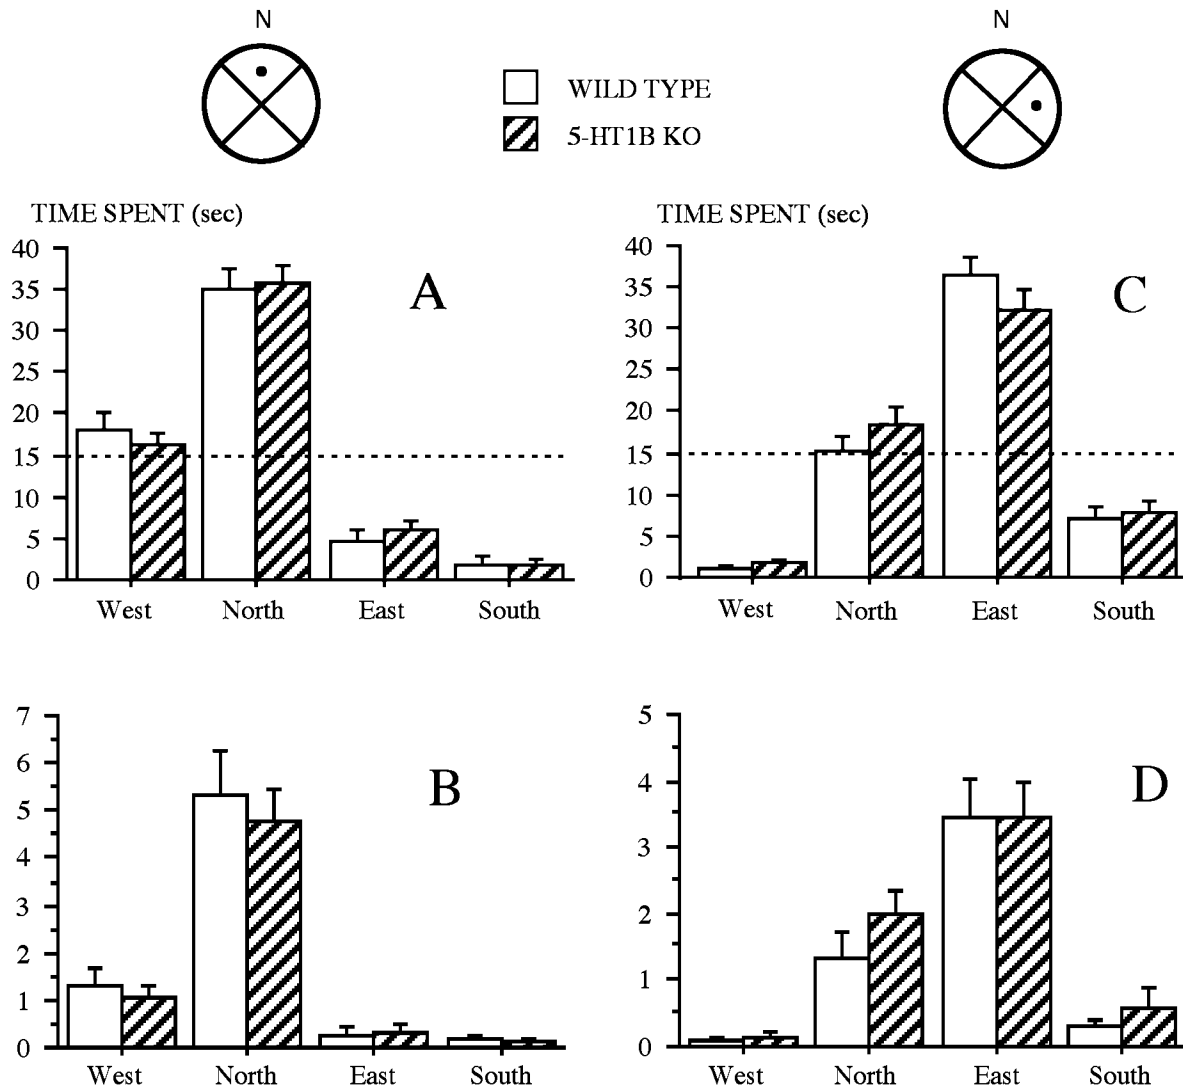 N
N
WILD TYPE
5-HT1B KO
TIME SPENT (sec)
40
35
30
25
20
15
10
5
0
A
West North East South
TIME SPENT (sec)
40
35
30
25
20
15
10
5
0
C
West North East South
7
6
5
4
3
2
1
0
B
West North East South
5
4
3
2
1
0
D
West North East South